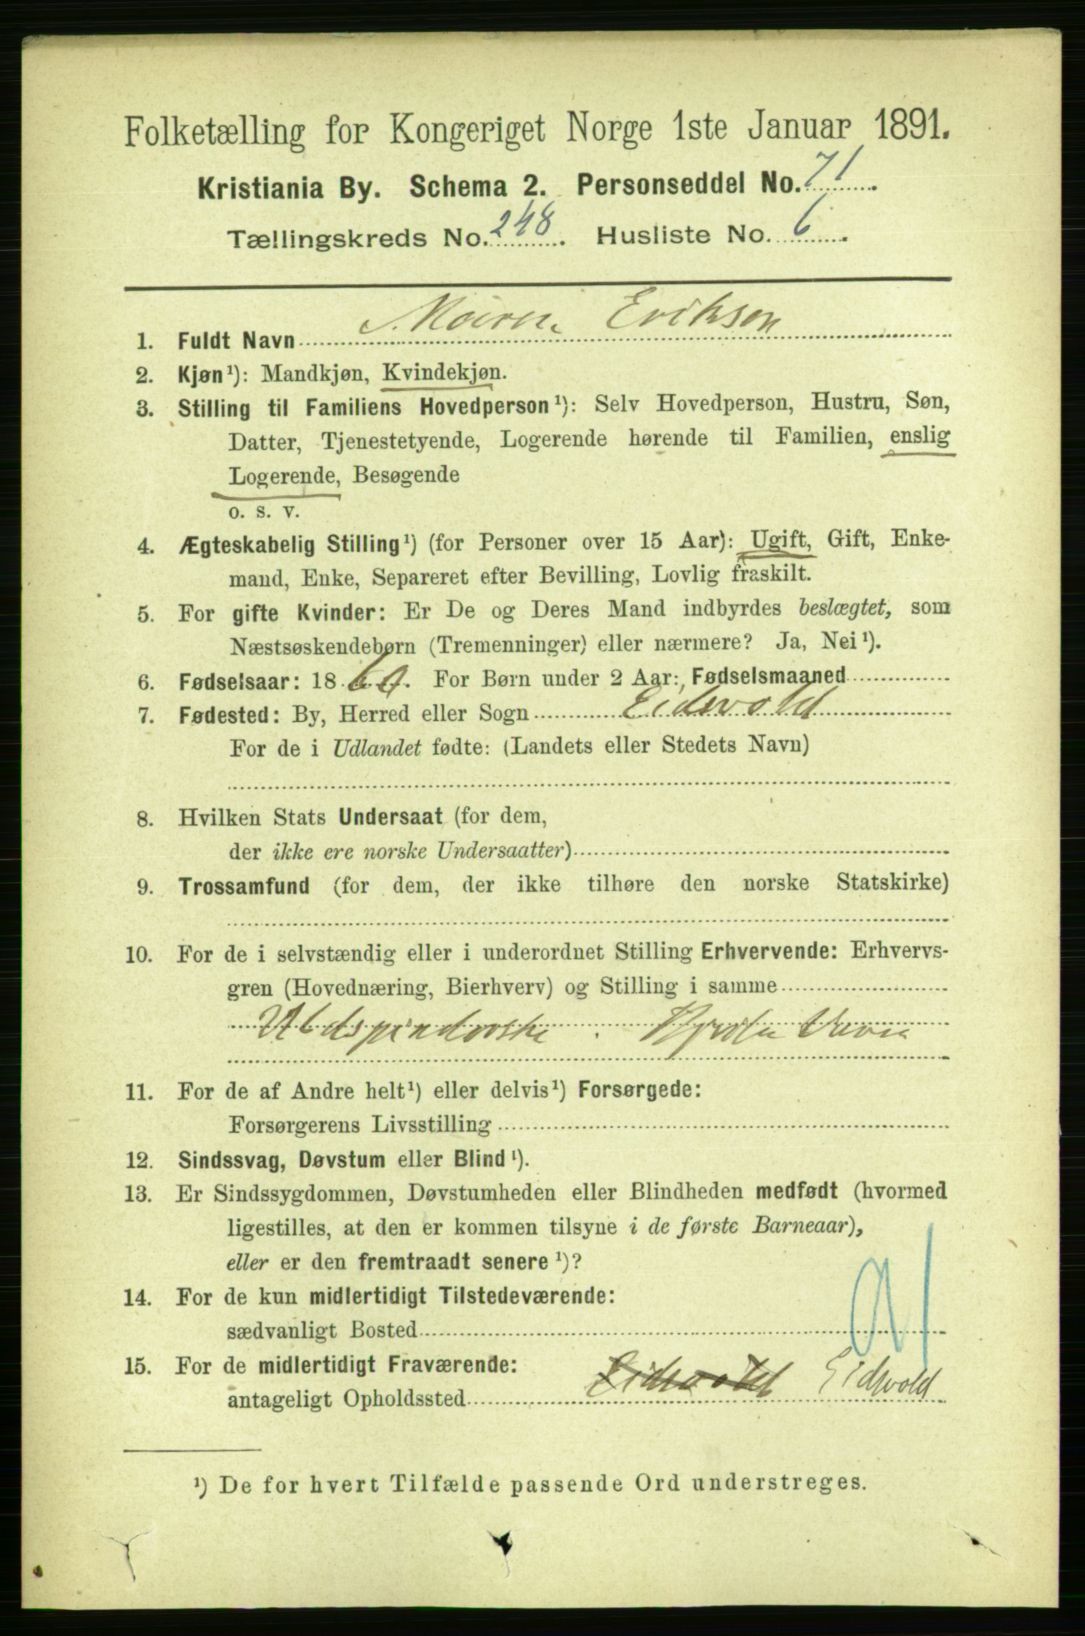 Folketælling for Kongeriget Norge 1ste Januar 1891.
Kristiania By. Schema 2. Personseddel No. 71.
Tællingskreds No. 248. Husliste No. 6.
1. Fuldt Navn Maren Erikson
2. Kjøn¹): Mandkjøn, Kvindekjøn.
3. Stilling til Familiens Hovedperson¹): Selv Hovedperson, Hustru, Søn,
Datter, Tjenestetyende, Logerende hørende til Familien, enslig
Logerende, Besøgende
o. s. v.
4. Ægteskabelig Stilling¹) (for Personer over 15 Aar): Ugift, Gift, Enke-
mand, Enke, Separeret efter Bevilling, Lovlig fraskilt.
5. For gifte Kvinder: Er De og Deres Mand indbyrdes beslægtet, som
Næstsøskendebørn (Tremenninger) eller nærmere? Ja, Nei¹).
6. Fødselsaar: 18 . For Børn under 2 Aar: Fødselsmaaned
7. Fødested: By, Herred eller Sogn Eidsvold
For de i Udlandet fødte: (Landets eller Stedets Navn)
8. Hvilken Stats Undersaat (for dem,
der ikke ere norske Undersaatter)
9. Trossamfund (for dem, der ikke tilhøre den norske Statskirke)
10. For de i selvstændig eller i underordnet Stilling Erhvervende: Erhvervs-
gren (Hovednæring, Bierhverv) og Stilling i samme
Uldspinderske.
11. For de af Andre helt¹) eller delvis¹) Forsørgede:
Forsørgerens Livsstilling
12. Sindssvag, Døvstum eller Blind¹).
13. Er Sindssygdommen, Døvstumheden eller Blindheden medfødt (hvormed
ligestilles, at den er kommen tilsyne i de første Barneaar),
eller er den fremtraadt senere¹)?
14. For de kun midlertidigt Tilstedeværende:
sædvanligt Bosted
15. For de midlertidigt Fraværende:
antageligt Opholdssted Eidsvold Eidsvold
¹) De for hvert Tilfælde passende Ord understreges.